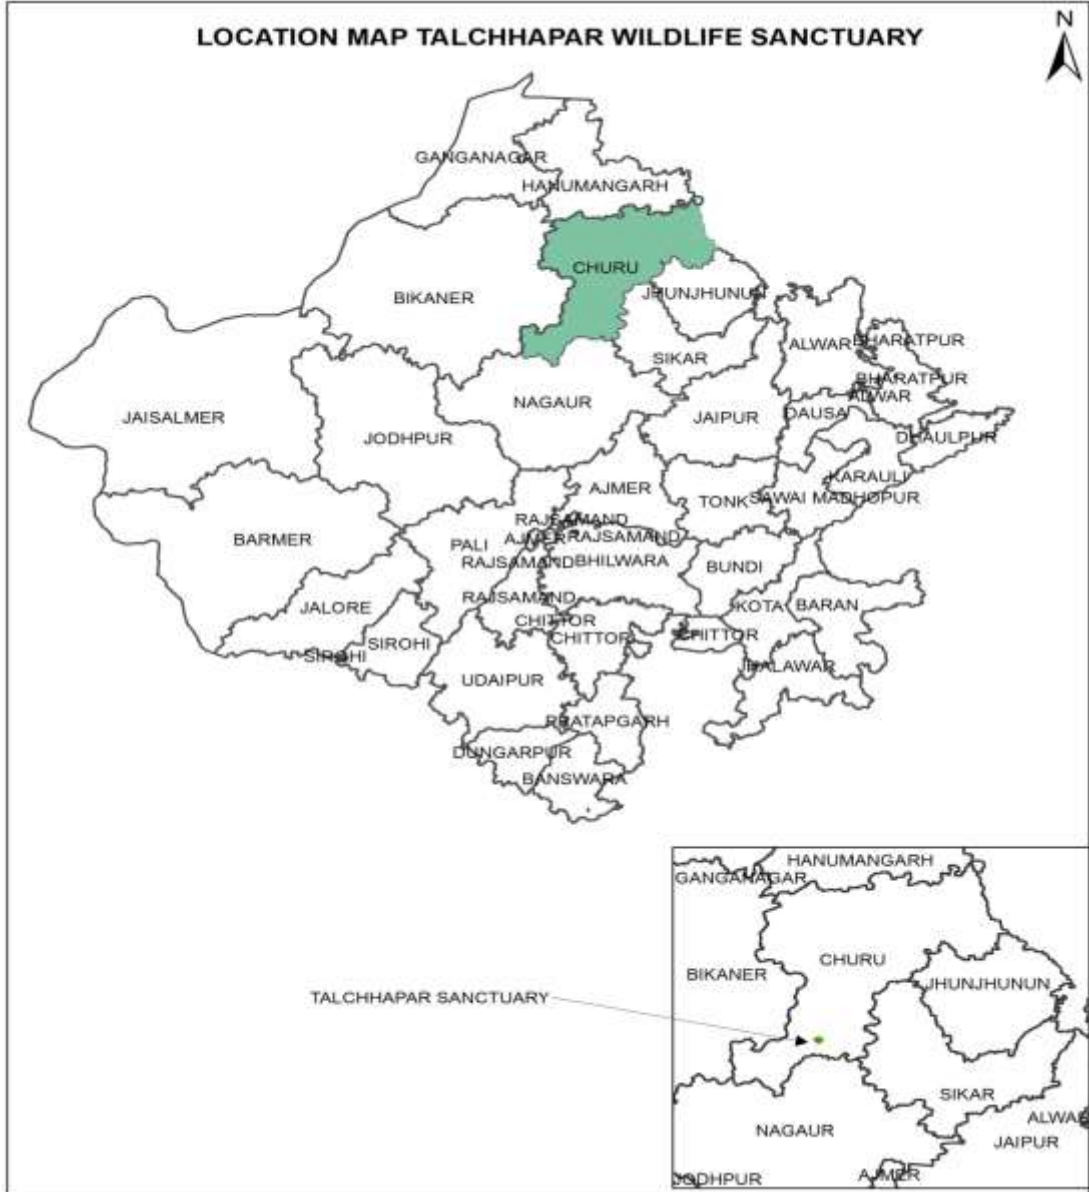 N
LOCATION MAP TALCHHAPAR WILDLIFE SANCTUARY
GANGANAGAR
HANUMANGARH
CHURU
BIKANER
JHUNJHUNUN
ALWAR
BHARATPUR
SIKAR
BHARATPUR
ALWAR
JAISALMER
NAGAUR
JAIPUR
DAUSA
JODHPUR
DHAULPUR
KARAULI
AJMER
TONK
SAWAI MADHOPUR
RAJSAMAND
BARMER
PALI
AJMER
RAJSAMAND
RAJSAMAND
BHILWARA
BUNDI
JALORE
RAJSAMAND
KOTA
BARAN
CHITTOR
SIROHI
CHITTOR
CHITTOR
SIROHI
JHALAWAR
UDAIPUR
PRATAPGARH
DUNGARPUR
BANSWARA
HANUMANGARH
GANGANAGAR
CHURU
BIKANER
JHUNJHUNUN
TALCHHAPAR SANCTUARY
SIKAR
ALWAR
NAGAUR
JAIPUR
JODHPUR
AJMER